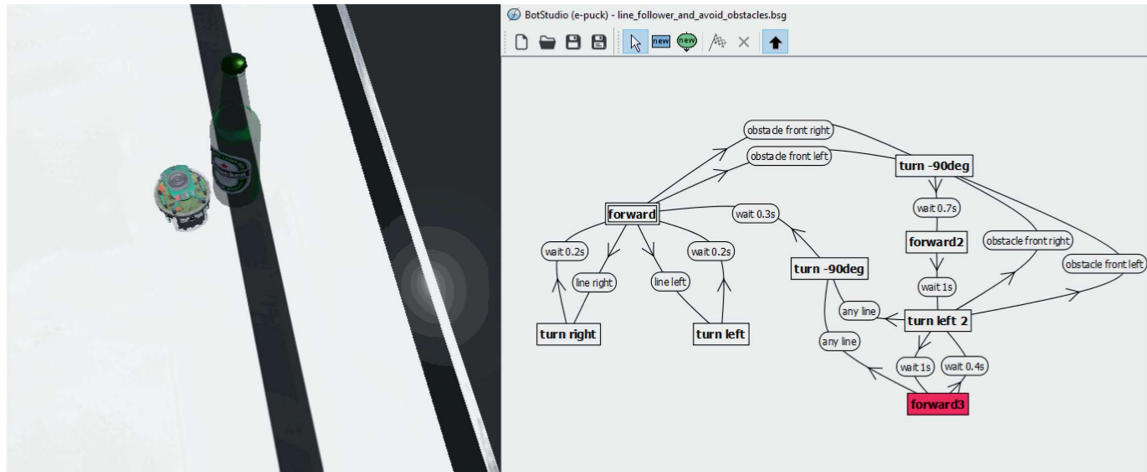 BotStudio (e-puck) - line_follower_and_avoid_obstacles.bsg
new
new
obstacle front right
obstacle front left
turn -90deg
wait 0.7s
wait 0.3s
forward
wait 0.2s
wait 0.2s
forward2
obstacle front right
obstacle front left
turn -90deg
line right
line left
wait 1s
any line
turn left 2
turn right
turn left
any line
wait 1s
wait 0.4s
forward3